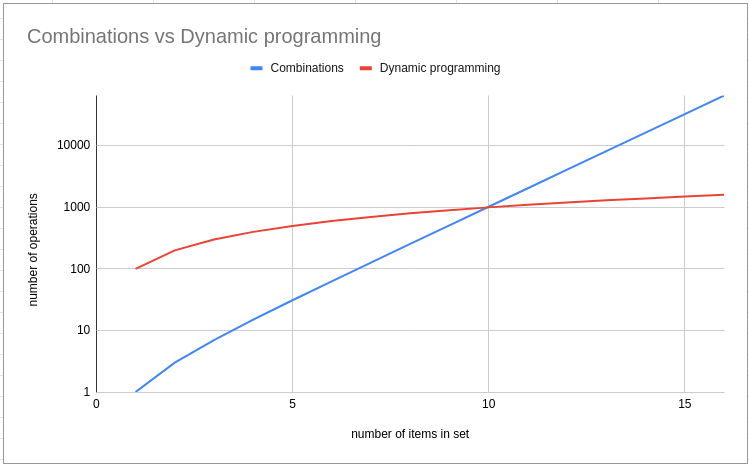 Combinations vs Dynamic programming
Combinations Dynamic programming
10000
1000
100
10
1
number of operations
0 5 10 15
number of items in set